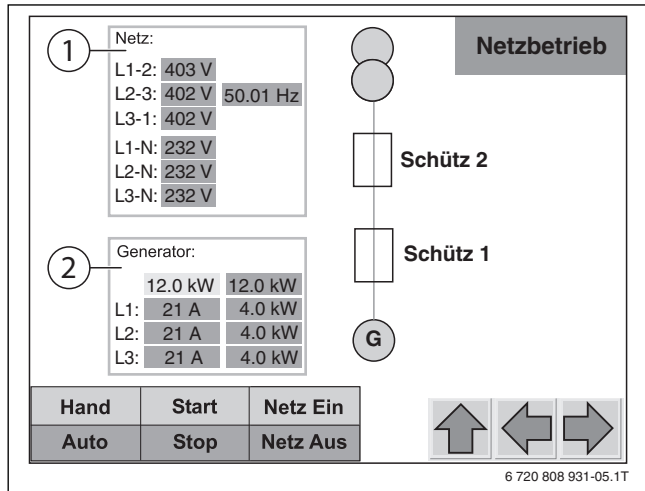 Netzbetrieb
1
Netz:
L1-2: 403 V
L2-3: 402 V 50.01 Hz
L3-1: 402 V
L1-N: 232 V
L2-N: 232 V
L3-N: 232 V
Schütz 2
Schütz 1
2
Generator:
12.0 kW 12.0 kW
L1: 21 A 4.0 kW
L2: 21 A 4.0 kW
L3: 21 A 4.0 kW
G
Hand Start Netz Ein
Auto Stop Netz Aus
6 720 808 931-05.1T